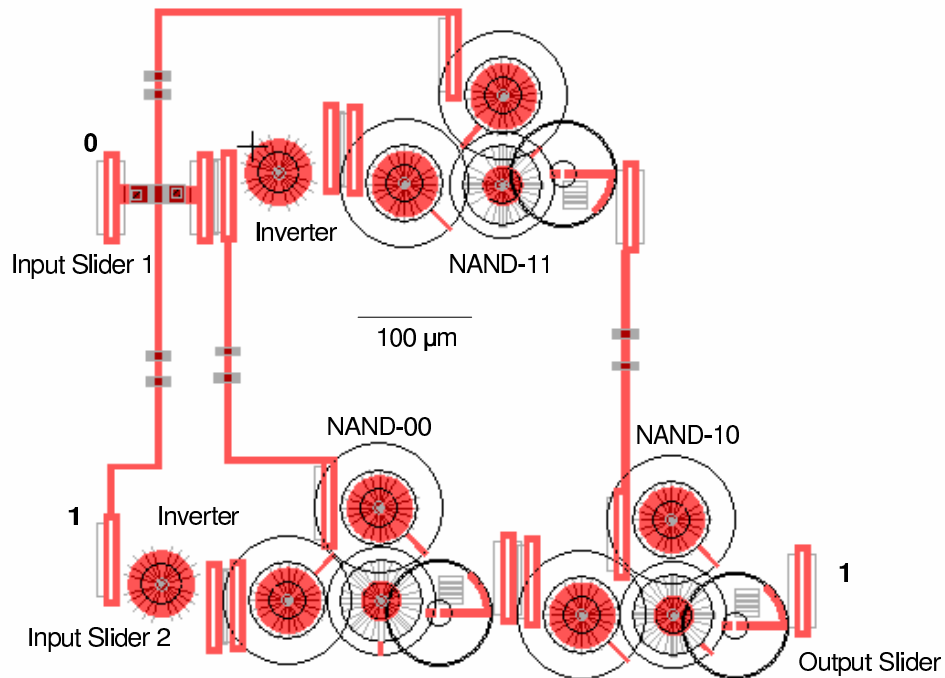 0
Inverter
Input Slider 1
NAND-11
100 µm
NAND-00
NAND-10
1
Inverter
1
Input Slider 2
Output Slider